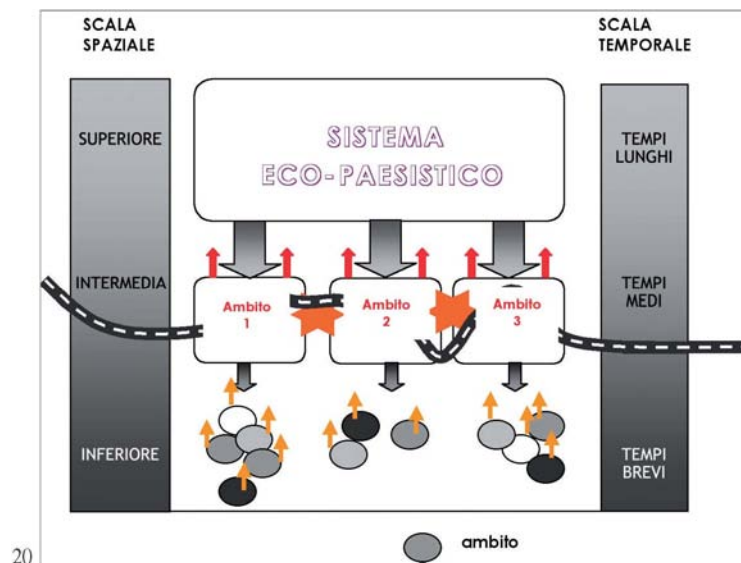 SCALA
SPAZIALE
SCALA
TEMPORALE
SUPERIORE
SISTEMA
ECO-PAESISTICO
TEMPI
LUNGHI
INTERMEDIA
Ambito
1
Ambito
2
Ambito
3
TEMPI
MEDI
INFERIORE
TEMPI
BREVI
ambito
20